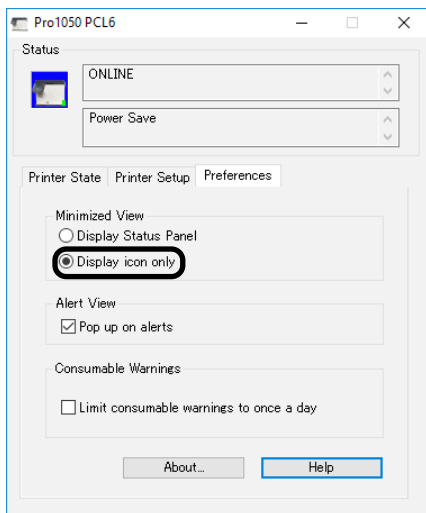 Pro1050 PCL6
Status
ONLINE
Power Save
Printer State Printer Setup Preferences
Minimized View
Display Status Panel
Display icon only
Alert View
Pop up on alerts
Consumable Warnings
Limit consumable warnings to once a day
About... Help